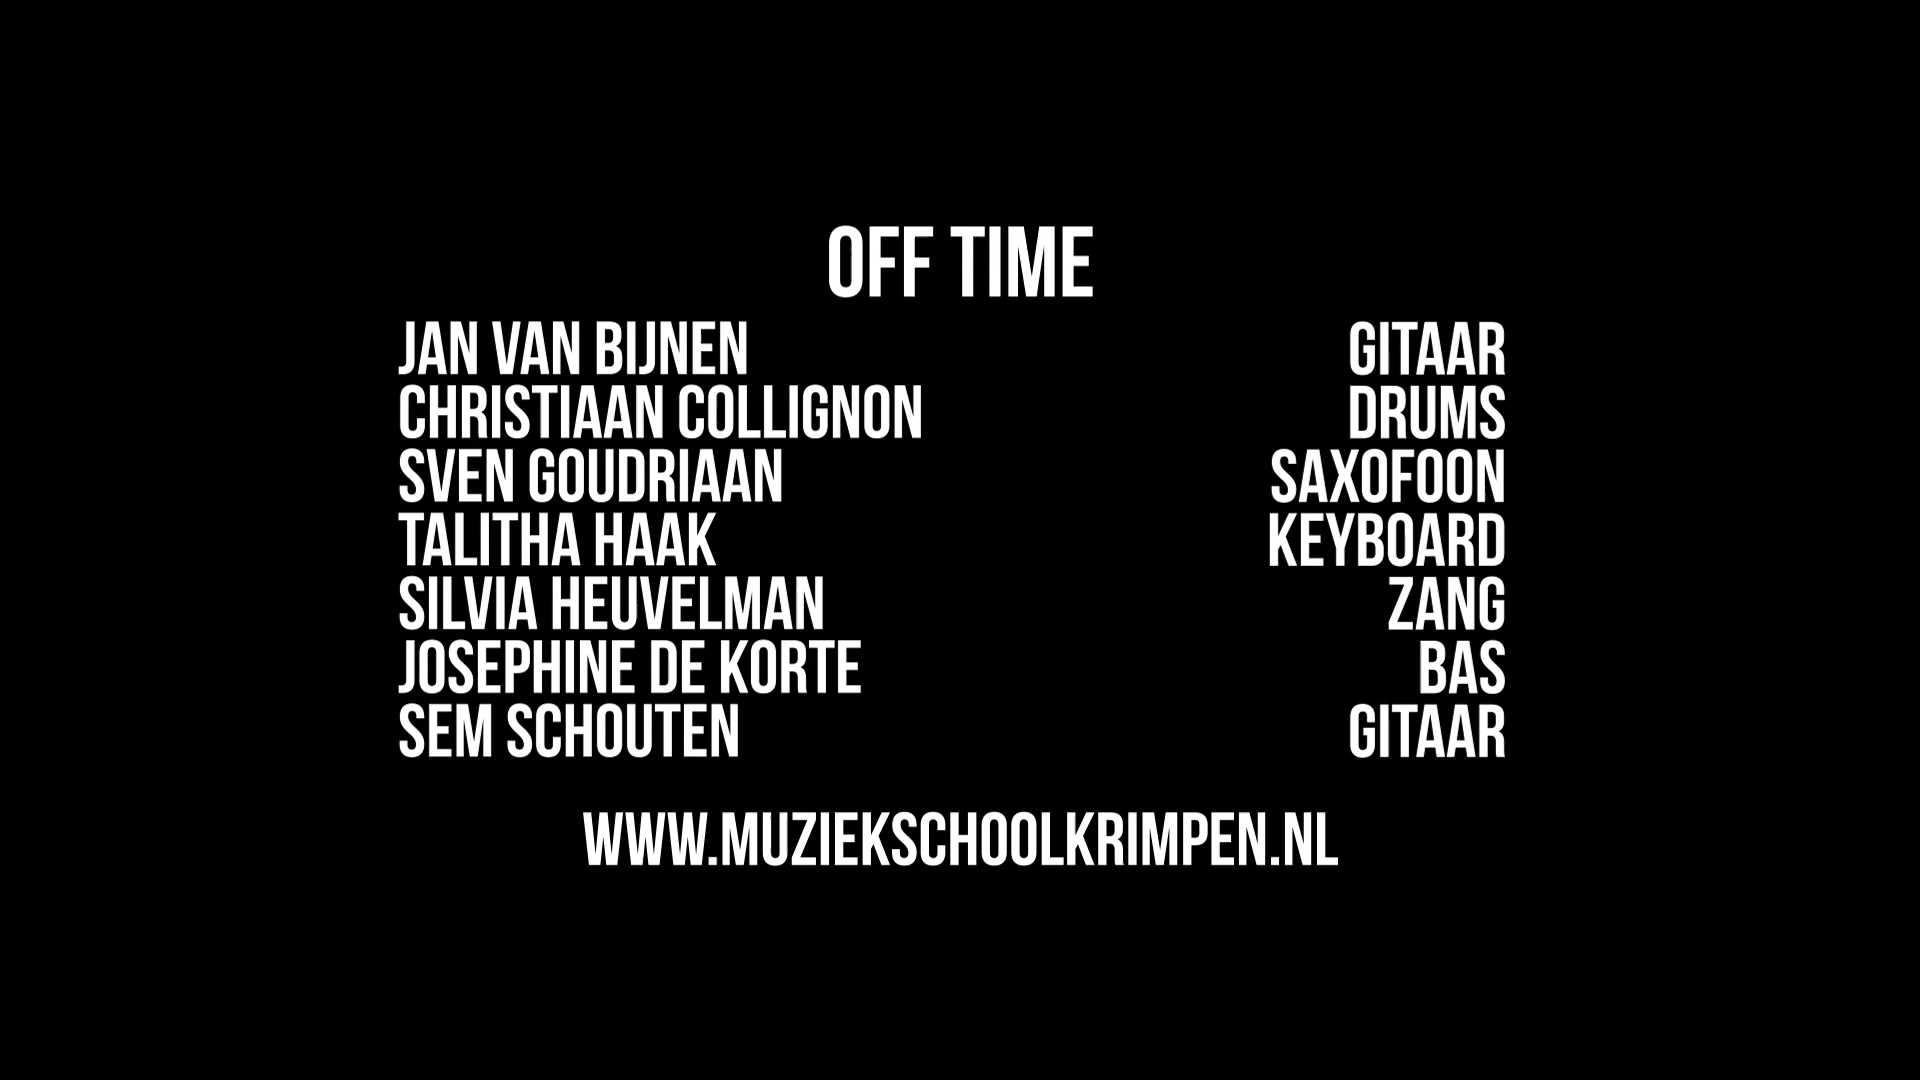 OFF TIME
JAN VAN BIJNEN GITAAR
CHRISTIAAN COLLIGNON DRUMS
SVEN GOUDRIAAN SAXOFOON
TALITHA HAAK KEYBOARD
SILVIA HEUVELMAN ZANG
JOSEPHINE DE KORTE BAS
SEM SCHOUTEN GITAAR
WWW.MUZIEKSCHOOLKRIMPEN.NL